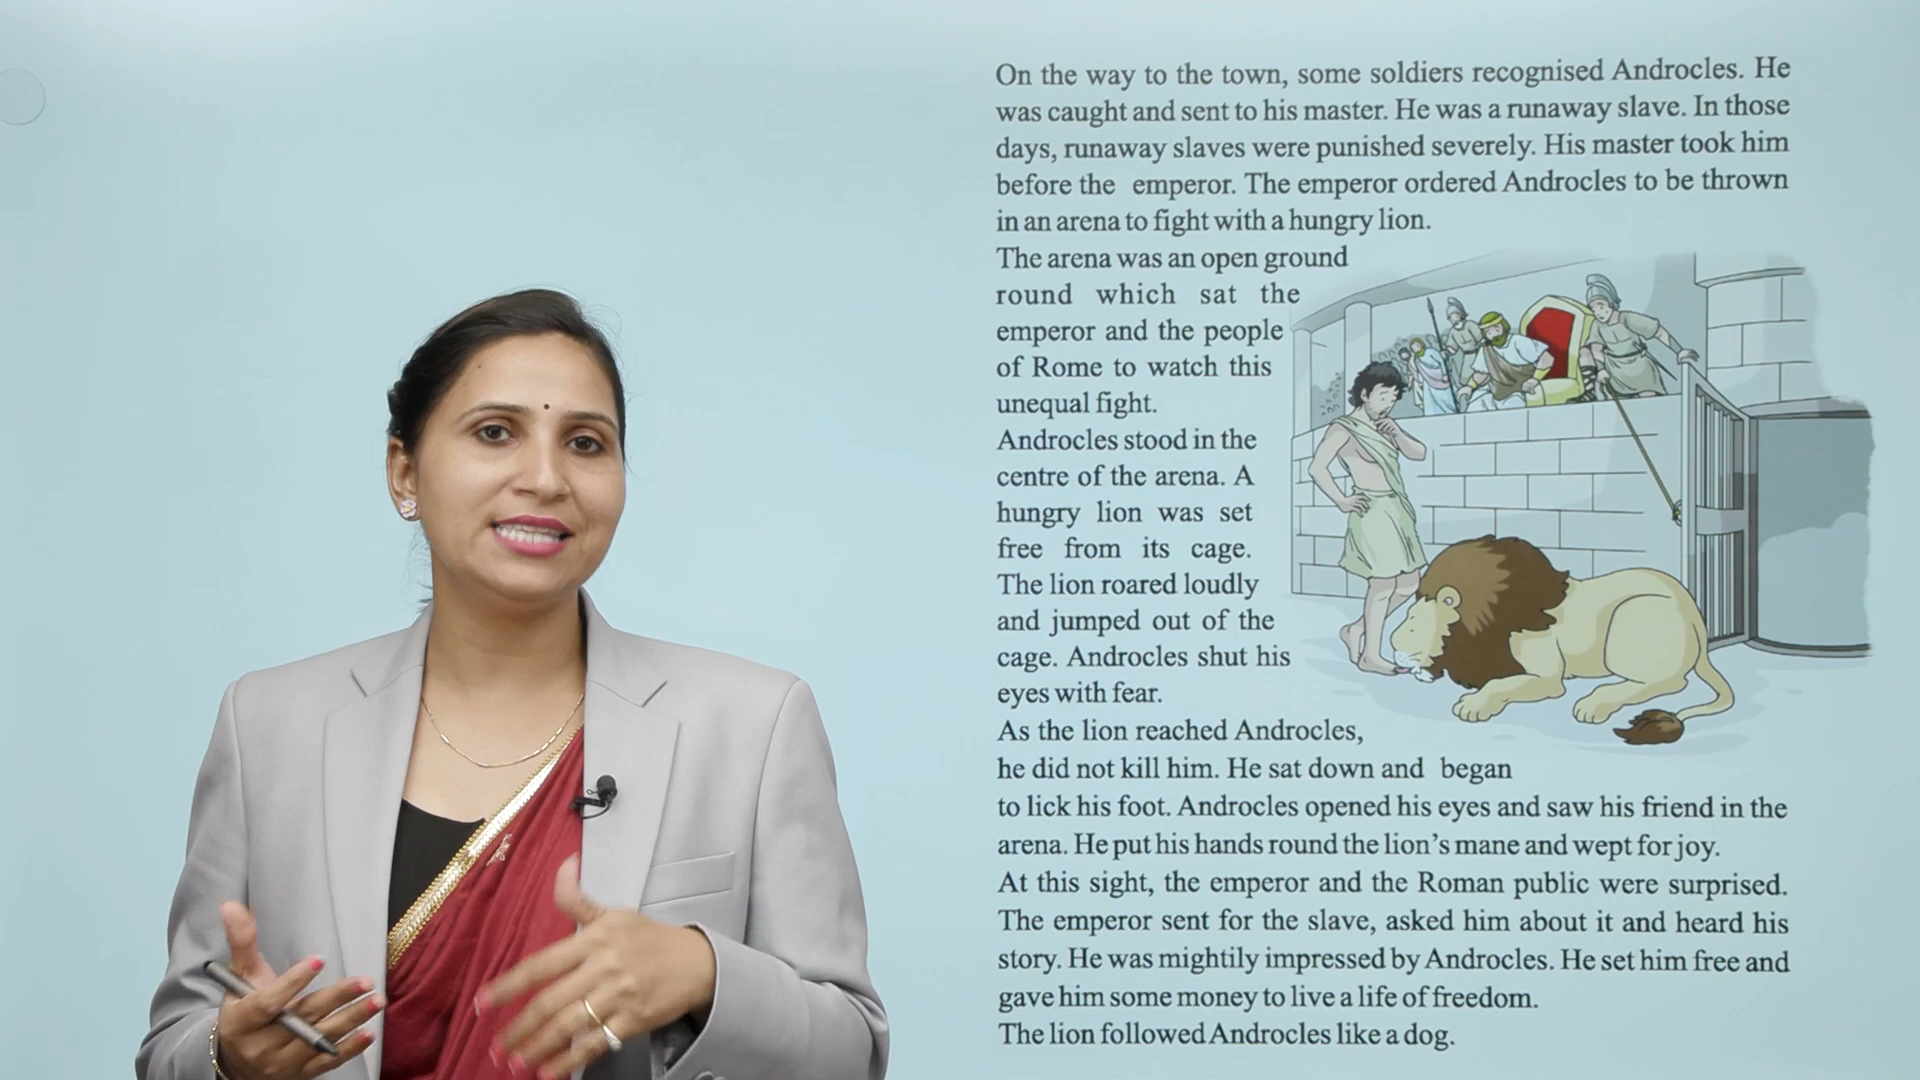 On the way to the town, some soldiers recognised Androcles. He
was caught and sent to his master. He was a runaway slave. In those
days, runaway slaves were punished severely. His master took him
before the emperor. The emperor ordered Androcles to be thrown
in an arena to fight with a hungry lion.
The arena was an open ground
round which sat the
emperor and the people
of Rome to watch this
unequal fight.
Androcles stood in the
centre of the arena. A
hungry lion was set
free from its cage.
The lion roared loudly
and jumped out of the
cage. Androcles shut his
eyes with fear.
As the lion reached Androcles,
he did not kill him. He sat down and began
to lick his foot. Androcles opened his eyes and saw his friend in the
arena. He put his hands round the lion's mane and wept for joy.
At this sight, the emperor and the Roman public were surprised.
The emperor sent for the slave, asked him about it and heard his
story. He was mightily impressed by Androcles. He set him free and
gave him some money to live a life of freedom.
The lion followed Androcles like a dog.